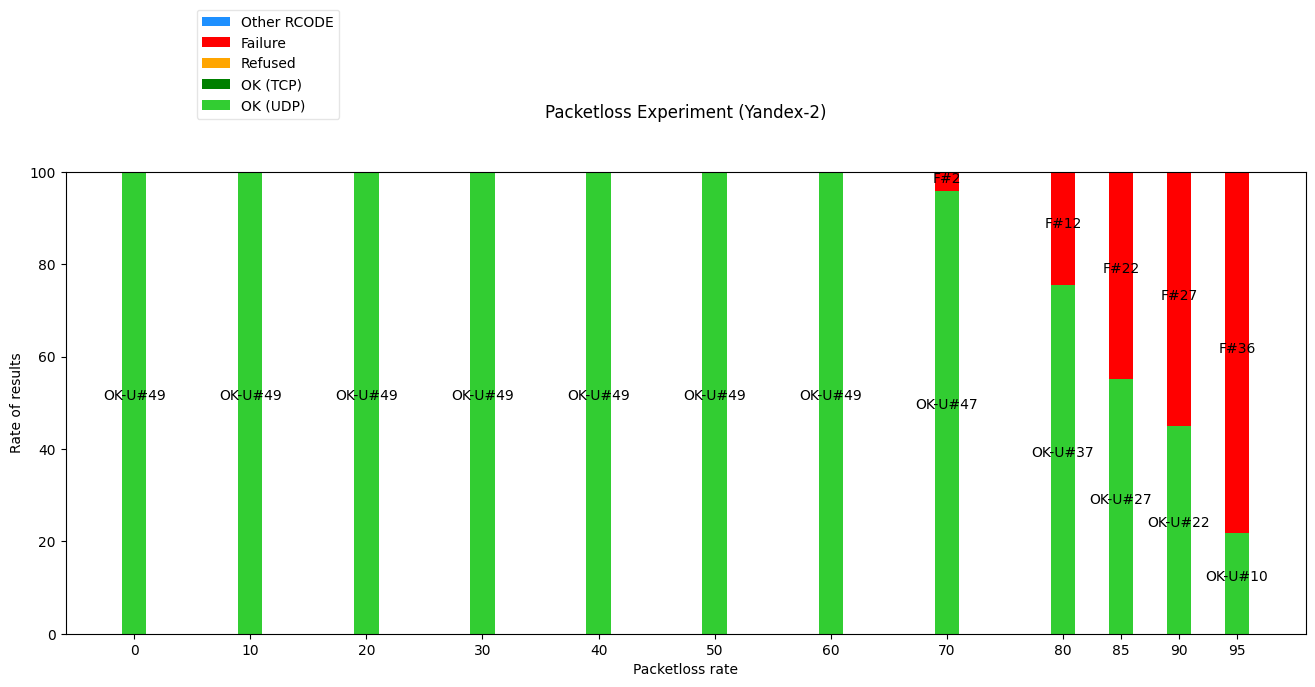 Other RCODE
Failure
Refused
OK (TCP)
OK (UDP)
Packetloss Experiment (Yandex-2)
Rate of results
100
80
60
40
20
0
F#2
F#12
F#22
F#27
F#36
OK-U#49 OK-U#49 OK-U#49 OK-U#49 OK-U#49 OK-U#49 OK-U#49
OK-U#47
OK-U#37
OK-U#27
OK-U#22
OK-U#10
0 10 20 30 40 50 60 70 80 85 90 95
Packetloss rate